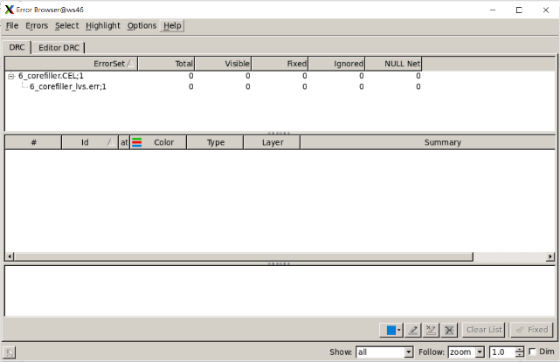 Error Browser@ws46
File Errors Select Highlight Options Help
DRC Editor DRC
ErrorSet Total Visible Fixed Ignored NULL Net
6_corefiller.CEL;1 0 0 0 0 0
6_corefiller_lvs.err;1 0 0 0 0 0
# Id at Color Type Layer Summary
Clear List Fixed
Show: all Follow: zoom 1.0 Dim